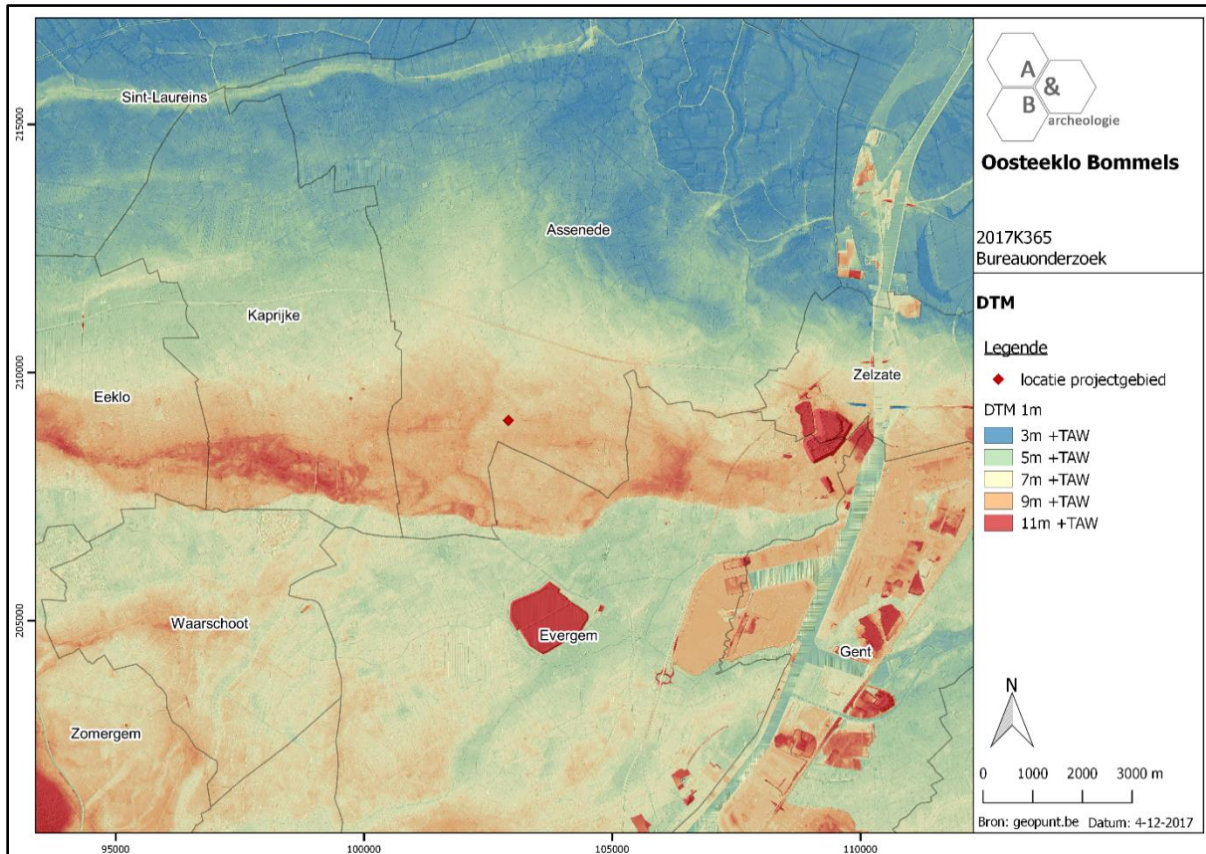 Sint-Laureins
Assenede
Kaprijke
Eeklo
Zelzate
Waarschoot
Evergem
Gent
Zomergem
215000
210000
205000
95000
100000
105000
110000
A
&
B
archeologie
Oosteeklo Bommels
2017K365
Bureauonderzoek
DTM
Legende
locatie projectgebied
DTM 1m
3m +TAW
5m +TAW
7m +TAW
9m +TAW
11m +TAW
N
0 1000 2000 3000 m
Bron: geopunt.be Datum: 4-12-2017